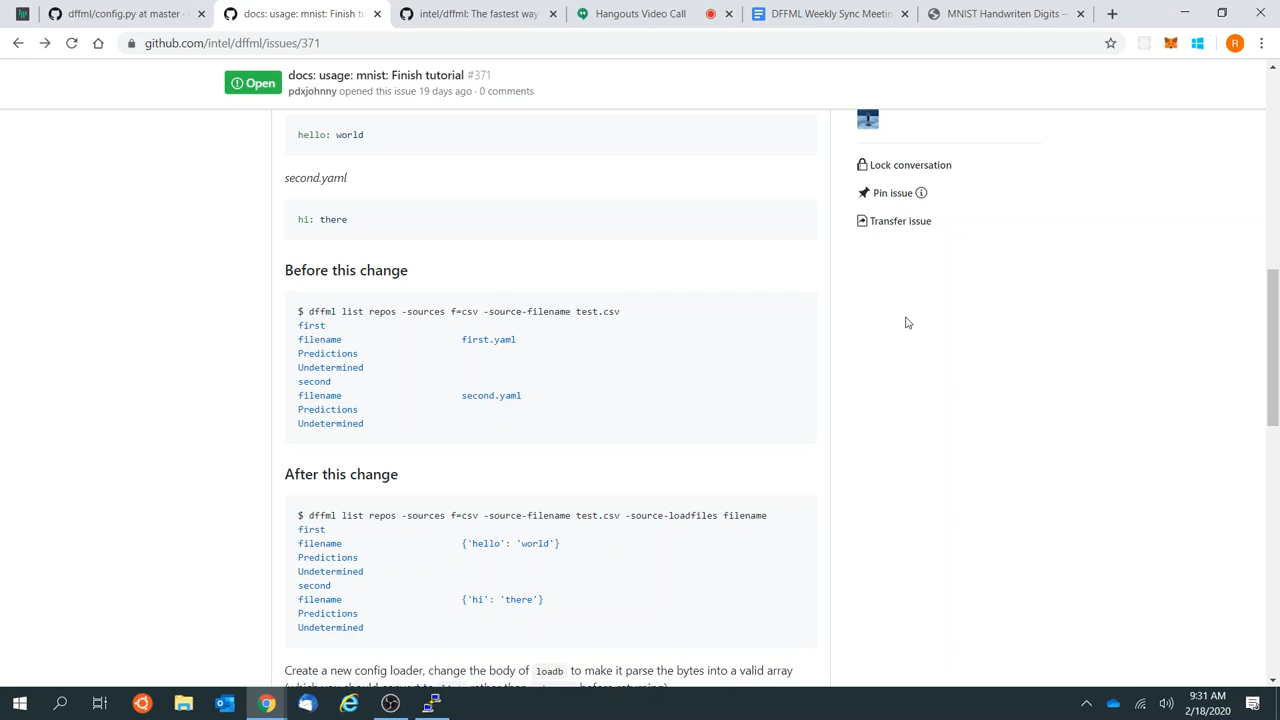 dffml/config.py at master ·
docs: usage: mnist: Finish tutori
intel/dffml: The fastest way
Hangouts Video Call
DFFML Weekly Sync Meetin
MNIST Handwriten Digits —
github.com/intel/dffml/issues/371
R
Open
docs: usage: mnist: Finish tutorial #371
pdxjohnny opened this issue 19 days ago · 0 comments
hello: world
second.yaml
hi: there
Before this change
$ dffml list repos -sources f=csv -source-filename test.csv
first
filename first.yaml
Predictions
Undetermined
second
filename second.yaml
Predictions
Undetermined
After this change
$ dffml list repos -sources f=csv -source-filename test.csv -source-loadfiles filename
first
filename {'hello': 'world'}
Predictions
Undetermined
second
filename {'hi': 'there'}
Predictions
Undetermined
Create a new config loader, change the body of loadb to make it parse the bytes into a valid array
Lock conversation
Pin issue
Transfer issue
9:31 AM
2/18/2020